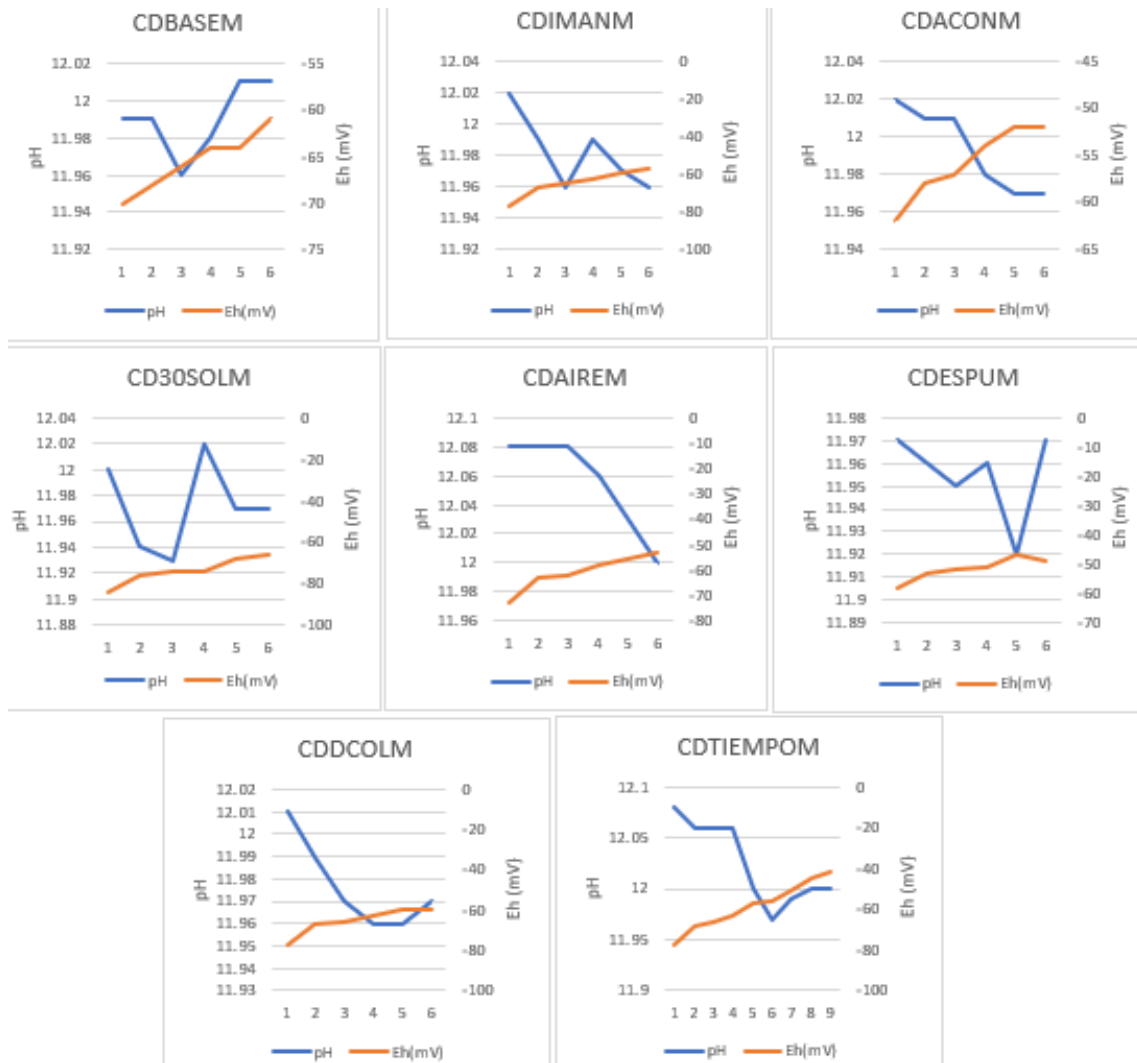 CDBASEM
12.02
12
11.98
11.96
11.94
11.92
pH
-55
-60
-65
-70
-75
Eh (mV)
1 2 3 4 5 6
pH Eh(mV)
CDIMANM
12.04
12.02
12
11.98
11.96
11.94
11.92
pH
0
-20
-40
-60
-80
-100
Eh (mV)
1 2 3 4 5 6
pH Eh(mV)
CDACONM
12.04
12.02
12
11.98
11.96
11.94
pH
-45
-50
-55
-60
-65
Eh (mV)
1 2 3 4 5 6
pH Eh(mV)
CD30SOLM
12.04
12.02
12
11.98
11.96
11.94
11.92
11.9
11.88
pH
0
-20
-40
-60
-80
-100
Eh (mV)
1 2 3 4 5 6
pH Eh(mV)
CDAIREM
12.1
12.08
12.06
12.04
12.02
12
11.98
11.96
pH
0
-10
-20
-30
-40
-50
-60
-70
-80
Eh (mV)
1 2 3 4 5 6
pH Eh(mV)
CDESPUM
11.98
11.97
11.96
11.95
11.94
11.93
11.92
11.91
11.9
11.89
pH
0
-10
-20
-30
-40
-50
-60
-70
Eh (mV)
1 2 3 4 5 6
pH Eh(mV)
CDDCOLM
12.02
12.01
12
11.99
11.98
11.97
11.96
11.95
11.94
11.93
pH
0
-20
-40
-60
-80
-100
Eh (mV)
1 2 3 4 5 6
pH Eh(mV)
CDTIEMPOM
12.1
12.05
12
11.95
11.9
pH
0
-20
-40
-60
-80
-100
Eh (mV)
1 2 3 4 5 6 7 8 9
pH Eh(mV)